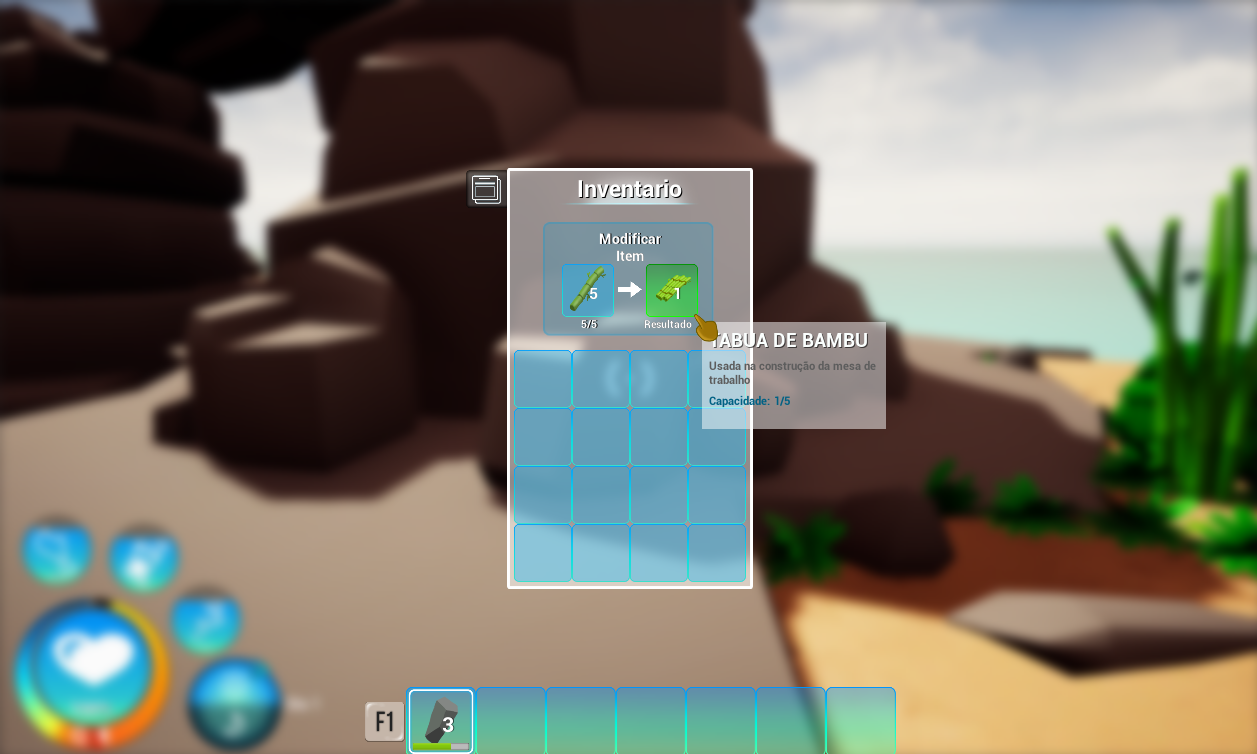 Inventario
Modificar
Item
5
1
5/5
Resultado
TABUA DE BAMBU
Usada na construção da mesa de
trabalho
Capacidade: 1/5
F1
3